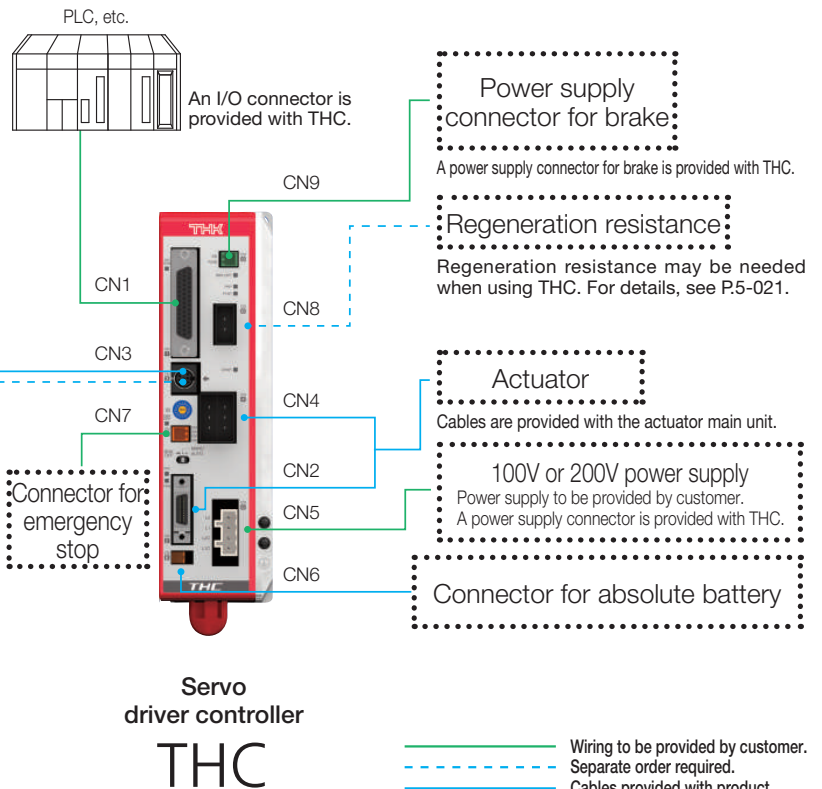 PLC, etc.
An I/O connector is
provided with THC.
Power supply
connector for brake
A power supply connector for brake is provided with THC.
CN9
Regeneration resistance
Regeneration resistance may be needed
when using THC. For details, see P.5-021.
THK
CN1
CN8
CN3
Actuator
Cables are provided with the actuator main unit.
CN7
CN4
CN2
100V or 200V power supply
Power supply to be provided by customer.
A power supply connector is provided with THC.
CN5
Connector for
emergency
stop
CN6
Connector for absolute battery
THC
Servo
driver controller
THC
Wiring to be provided by customer.
Separate order required.
Cables provided with product